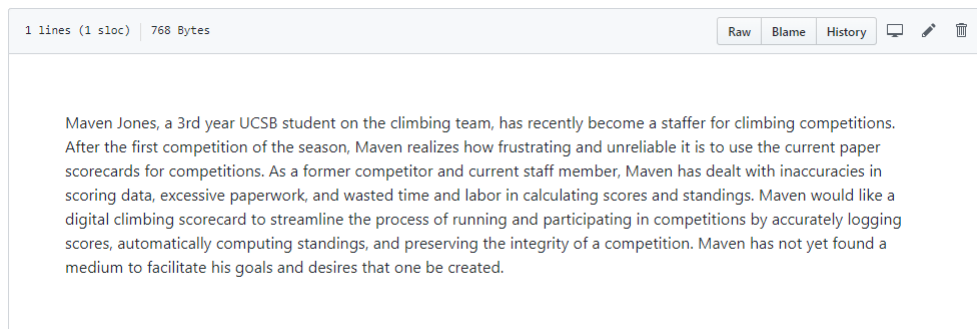 1 lines (1 sloc) 768 Bytes Raw Blame History
Maven Jones, a 3rd year UCSB student on the climbing team, has recently become a staffer for climbing competitions.
After the first competition of the season, Maven realizes how frustrating and unreliable it is to use the current paper
scorecards for competitions. As a former competitor and current staff member, Maven has dealt with inaccuracies in
scoring data, excessive paperwork, and wasted time and labor in calculating scores and standings. Maven would like a
digital climbing scorecard to streamline the process of running and participating in competitions by accurately logging
scores, automatically computing standings, and preserving the integrity of a competition. Maven has not yet found a
medium to facilitate his goals and desires that one be created.